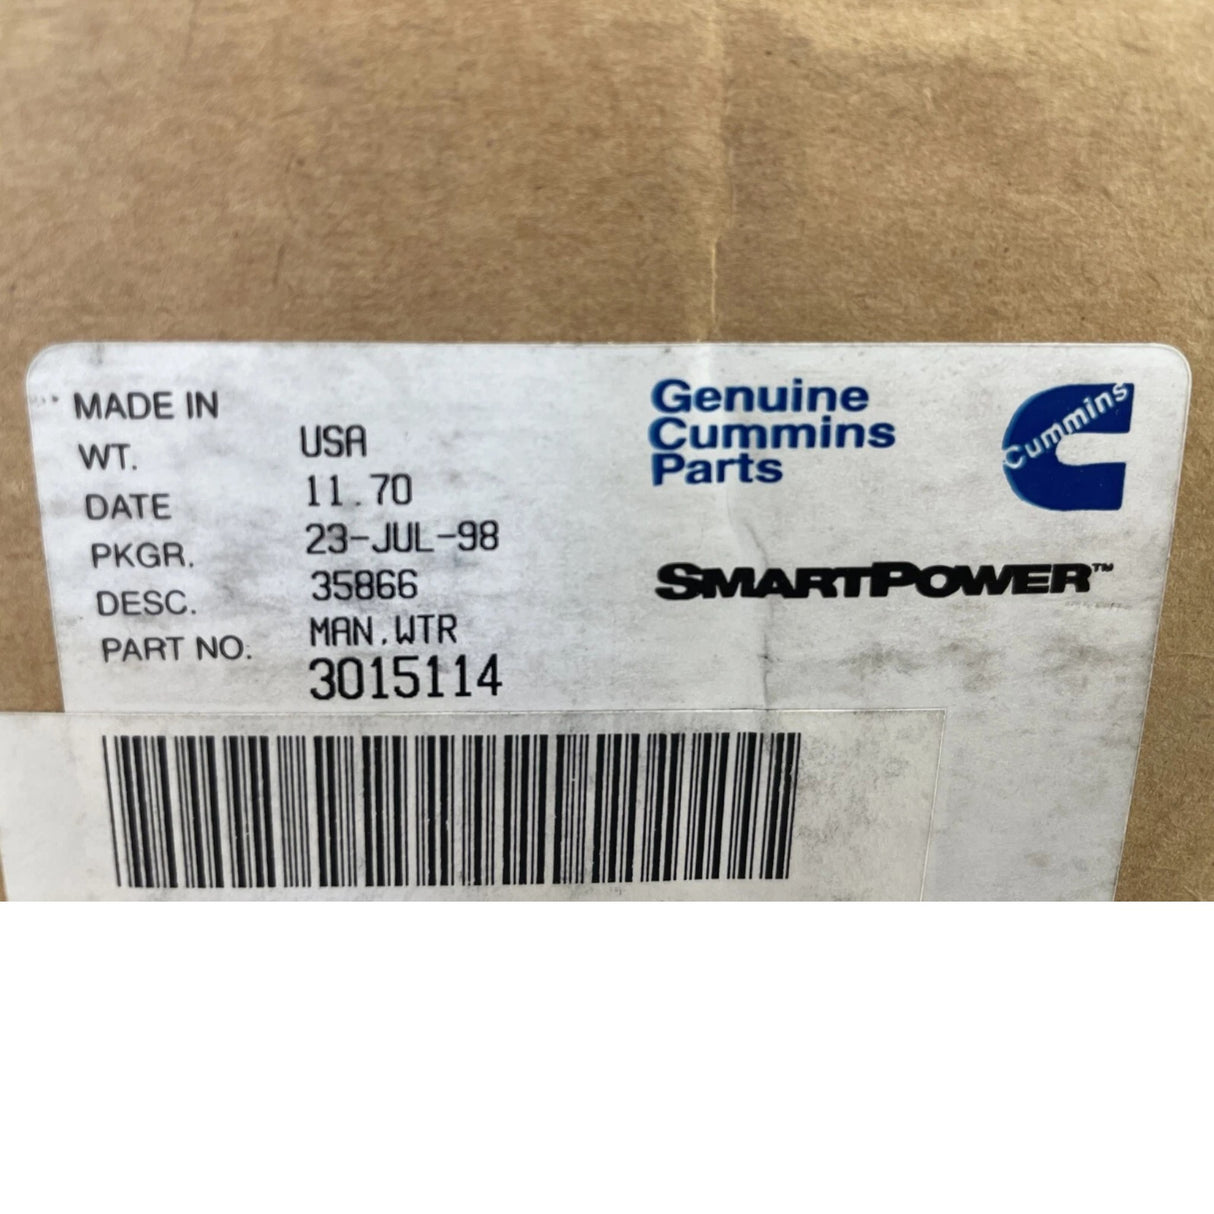 MADE IN USA
WT. 11.70
DATE 23-JUL-98
PKGR. 35866
DESC. MAN.WTR
PART NO. 3015114
Genuine
Cummins
Parts
Cummins
SMARTPOWER™